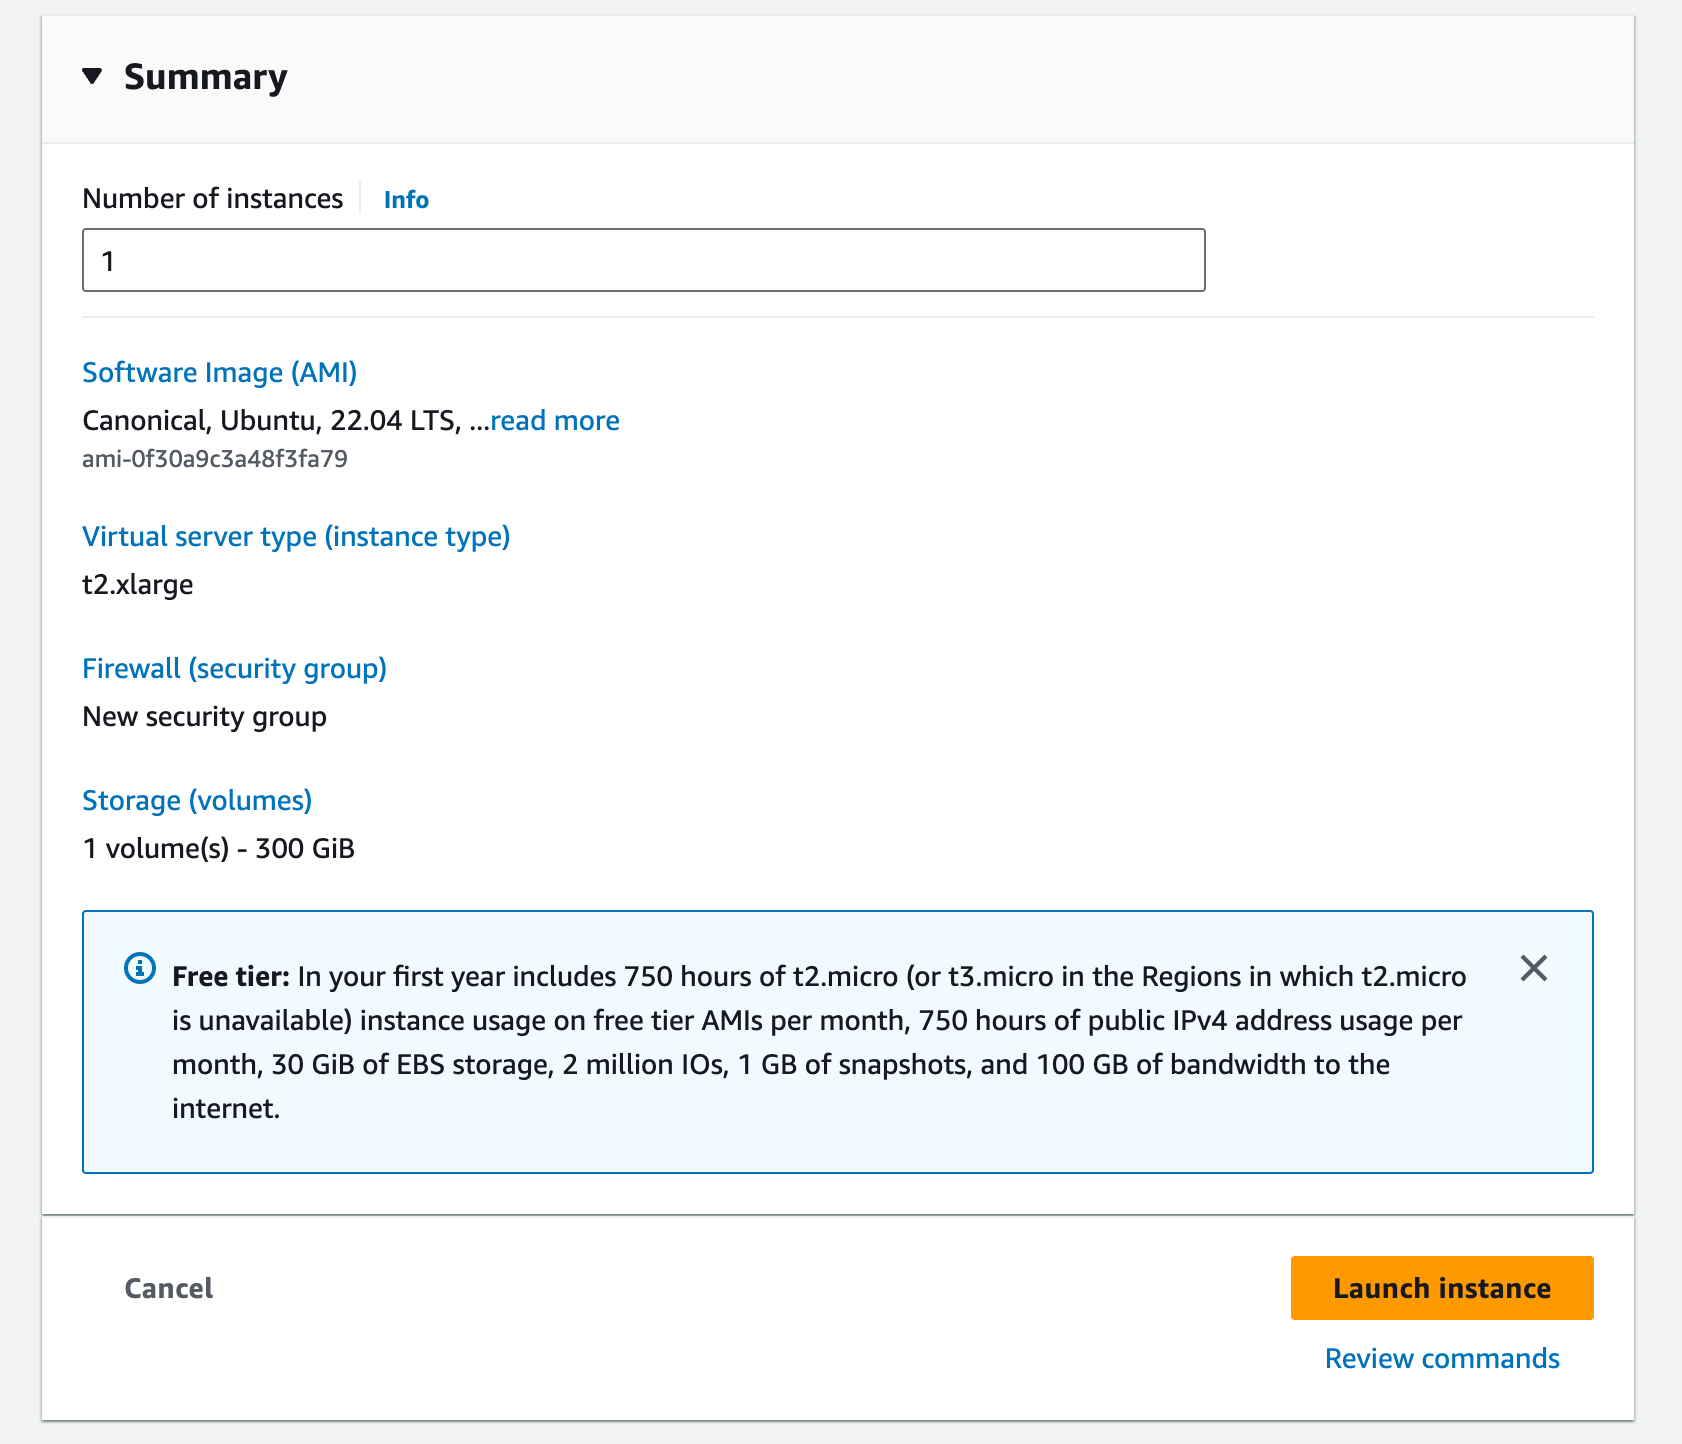 Summary
Number of instances Info
1
Software Image (AMI)
Canonical, Ubuntu, 22.04 LTS, ...read more
ami-0f30a9c3a48f3fa79
Virtual server type (instance type)
t2.xlarge
Firewall (security group)
New security group
Storage (volumes)
1 volume(s) - 300 GiB
Free tier: In your first year includes 750 hours of t2.micro (or t3.micro in the Regions in which t2.micro
is unavailable) instance usage on free tier AMIs per month, 750 hours of public IPv4 address usage per
month, 30 GiB of EBS storage, 2 million IOs, 1 GB of snapshots, and 100 GB of bandwidth to the
internet.
Cancel
Launch instance
Review commands